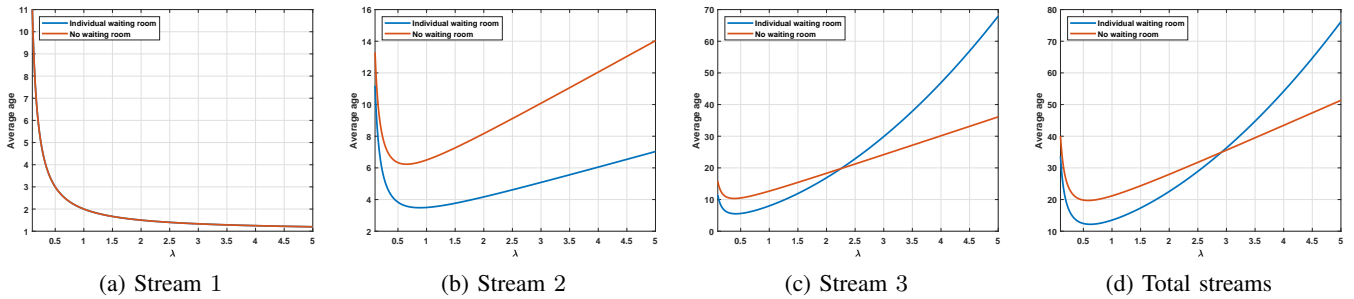 11
10
9
8
7
6
5
4
3
2
1
Average age
Individual waiting room
No waiting room
0.5 1 1.5 2 2.5 3 3.5 4 4.5 5
λ
(a) Stream 1
16
14
12
10
8
6
4
2
Average age
Individual waiting room
No waiting room
0.5 1 1.5 2 2.5 3 3.5 4 4.5 5
λ
(b) Stream 2
70
60
50
40
30
20
10
0
Average age
Individual waiting room
No waiting room
0.5 1 1.5 2 2.5 3 3.5 4 4.5 5
λ
(c) Stream 3
80
70
60
50
40
30
20
10
0
Average age
Individual waiting room
No waiting room
0.5 1 1.5 2 2.5 3 3.5 4 4.5 5
λ
(d) Total streams